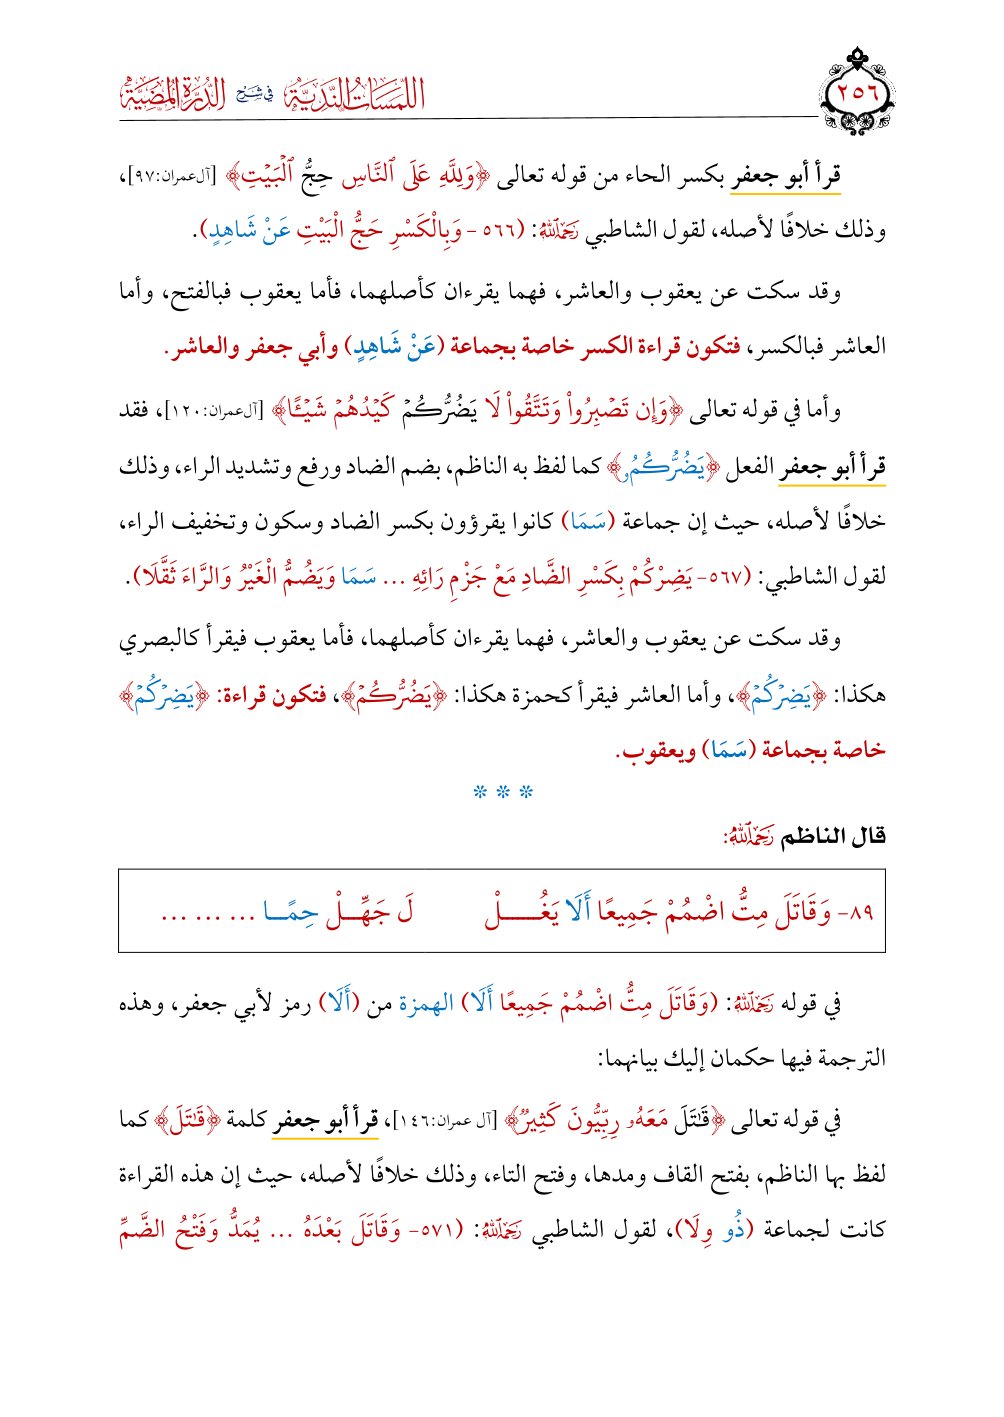 ٢٥٦
اللمسات الندية في شرح الدرة المضية
قرأ أبو جعفر بكسر الحاء من قوله تعالى ﴿وَلِلَّهِ عَلَى ٱلنَّاسِ حِجُّ ٱلْبَيْتِ﴾ [آل عمران:٩٧]،
وذلك خلافًا لأصله، لقول الشاطبي رَحِمَهُ ٱللَّهُ: (٥٦٦ - وَبِالْكَسْرِ حَجُّ الْبَيْتِ عَنْ شَاهِدٍ).
وقد سكت عن يعقوب والعاشر، فهما يقرءان كأصلهما، فأما يعقوب فبالفتح، وأما
العاشر فبالكسر، فتكون قراءة الكسر خاصة بجماعة (عَنْ شَاهِدٍ) وأبي جعفر والعاشر.
وأما في قوله تعالى ﴿وَإِن تَصْبِرُوا۟ وَتَتَّقُوا۟ لَا يَضُرُّكُمْ كَيْدُهُمْ شَيْـًٔا﴾ [آل عمران:١٢٠]، فقد
قرأ أبو جعفر الفعل ﴿يَضُرُّكُمُۥ﴾ كما لفظ به الناظم، بضم الضاد ورفع وتشديد الراء، وذلك
خلافًا لأصله، حيث إن جماعة (سَمَا) كانوا يقرؤون بكسر الضاد وسكون وتخفيف الراء،
لقول الشاطبي: (٥٦٧- يَضِرْكُمْ بِكَسْرِ الضَّادِ مَعْ جَزْمِ رَائِهِ ... سَمَا وَيَضُمُّ الْغَيْرُ وَالرَّاءَ ثَقَّلَا).
وقد سكت عن يعقوب والعاشر، فهما يقرءان كأصلهما، فأما يعقوب فيقرأ كالبصري
هكذا: ﴿يَضِرْكُمْ﴾، وأما العاشر فيقرأ كحمزة هكذا: ﴿يَضُرُّكُمْ﴾، فتكون قراءة: ﴿يَضِرْكُمْ﴾
خاصة بجماعة (سَمَا) ويعقوب.
* * *
قال الناظم رَحِمَهُ ٱللَّهُ:
٨٩- وَقَاتَلَ مِتُّ اضْمُمْ جَمِيعًا أَلَا يَغُـــــلْ لَ جَهِّــلْ حِمًــا ... ... ...
في قوله رَحِمَهُ ٱللَّهُ: (وَقَاتَلَ مِتُّ اضْمُمْ جَمِيعًا أَلَا) الهمزة من (أَلَا) رمز لأبي جعفر، وهذه
الترجمة فيها حكمان إليك بيانهما:
في قوله تعالى ﴿قَـٰتَلَ مَعَهُۥ رِبِّيُّونَ كَثِيرٌ﴾ [آل عمران:١٤٦]، قرأ أبو جعفر كلمة ﴿قَـٰتَلَ﴾ كما
لفظ بها الناظم، بفتح القاف ومدها، وفتح التاء، وذلك خلافًا لأصله، حيث إن هذه القراءة
كانت لجماعة (ذُو وِلَا)، لقول الشاطبي رَحِمَهُ ٱللَّهُ: (٥٧١- وَقَاتَلَ بَعْدَهُ ... يُمَدُّ وَفَتْحُ الضَّمِّ